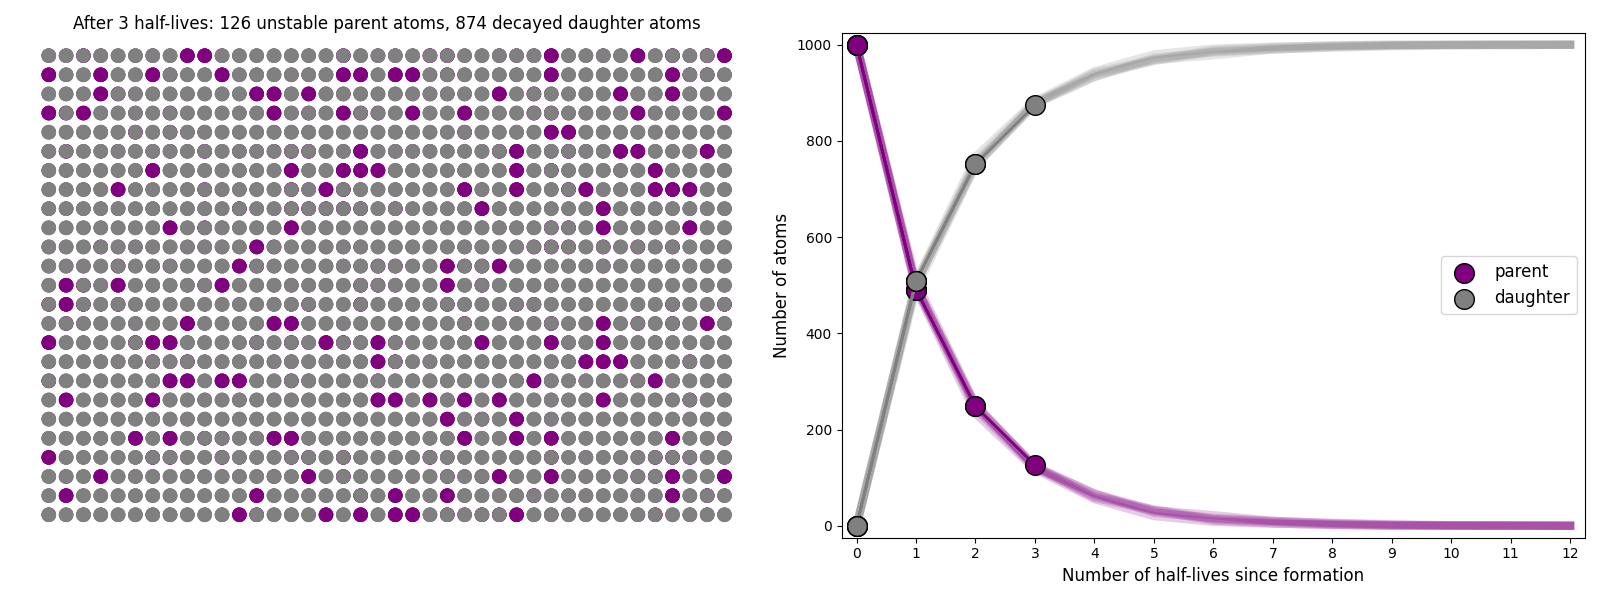 After 3 half-lives: 126 unstable parent atoms, 874 decayed daughter atoms
1000
800
600
400
200
0
Number of atoms
0 1 2 3 4 5 6 7 8 9 10 11 12
Number of half-lives since formation
parent
daughter